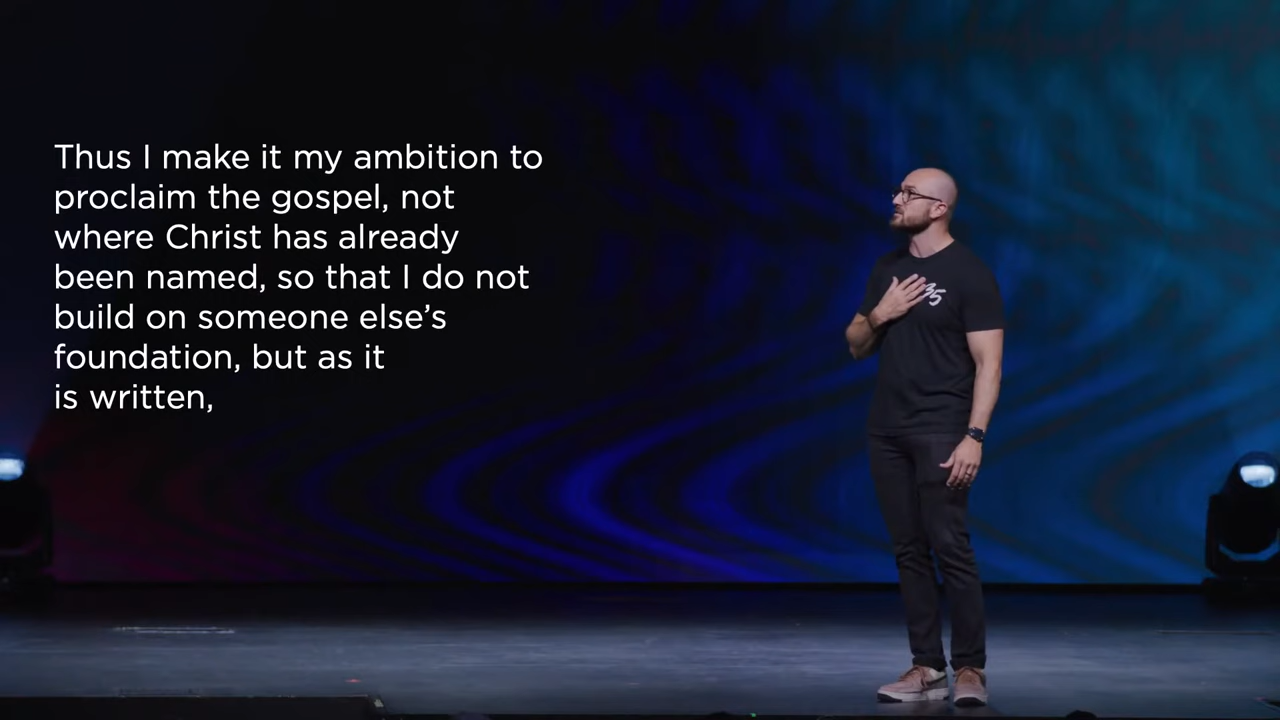 Thus I make it my ambition to
proclaim the gospel, not
where Christ has already
been named, so that I do not
build on someone else’s
foundation, but as it
is written,
35